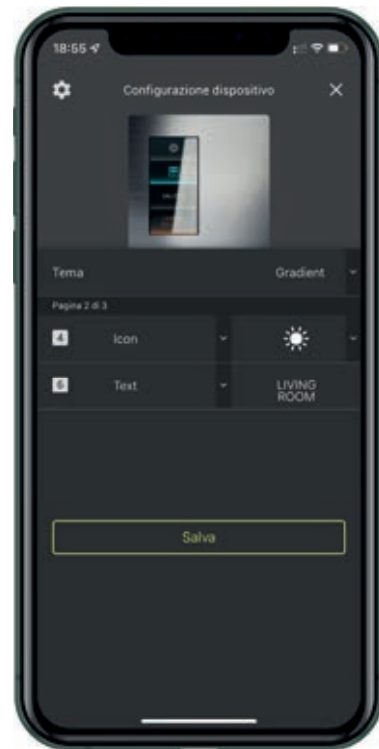 18:55
Configurazione dispositivo
Tema Gradient
Pagina 2 di 3
4 Icon
6 Text LIVING
ROOM
Salva